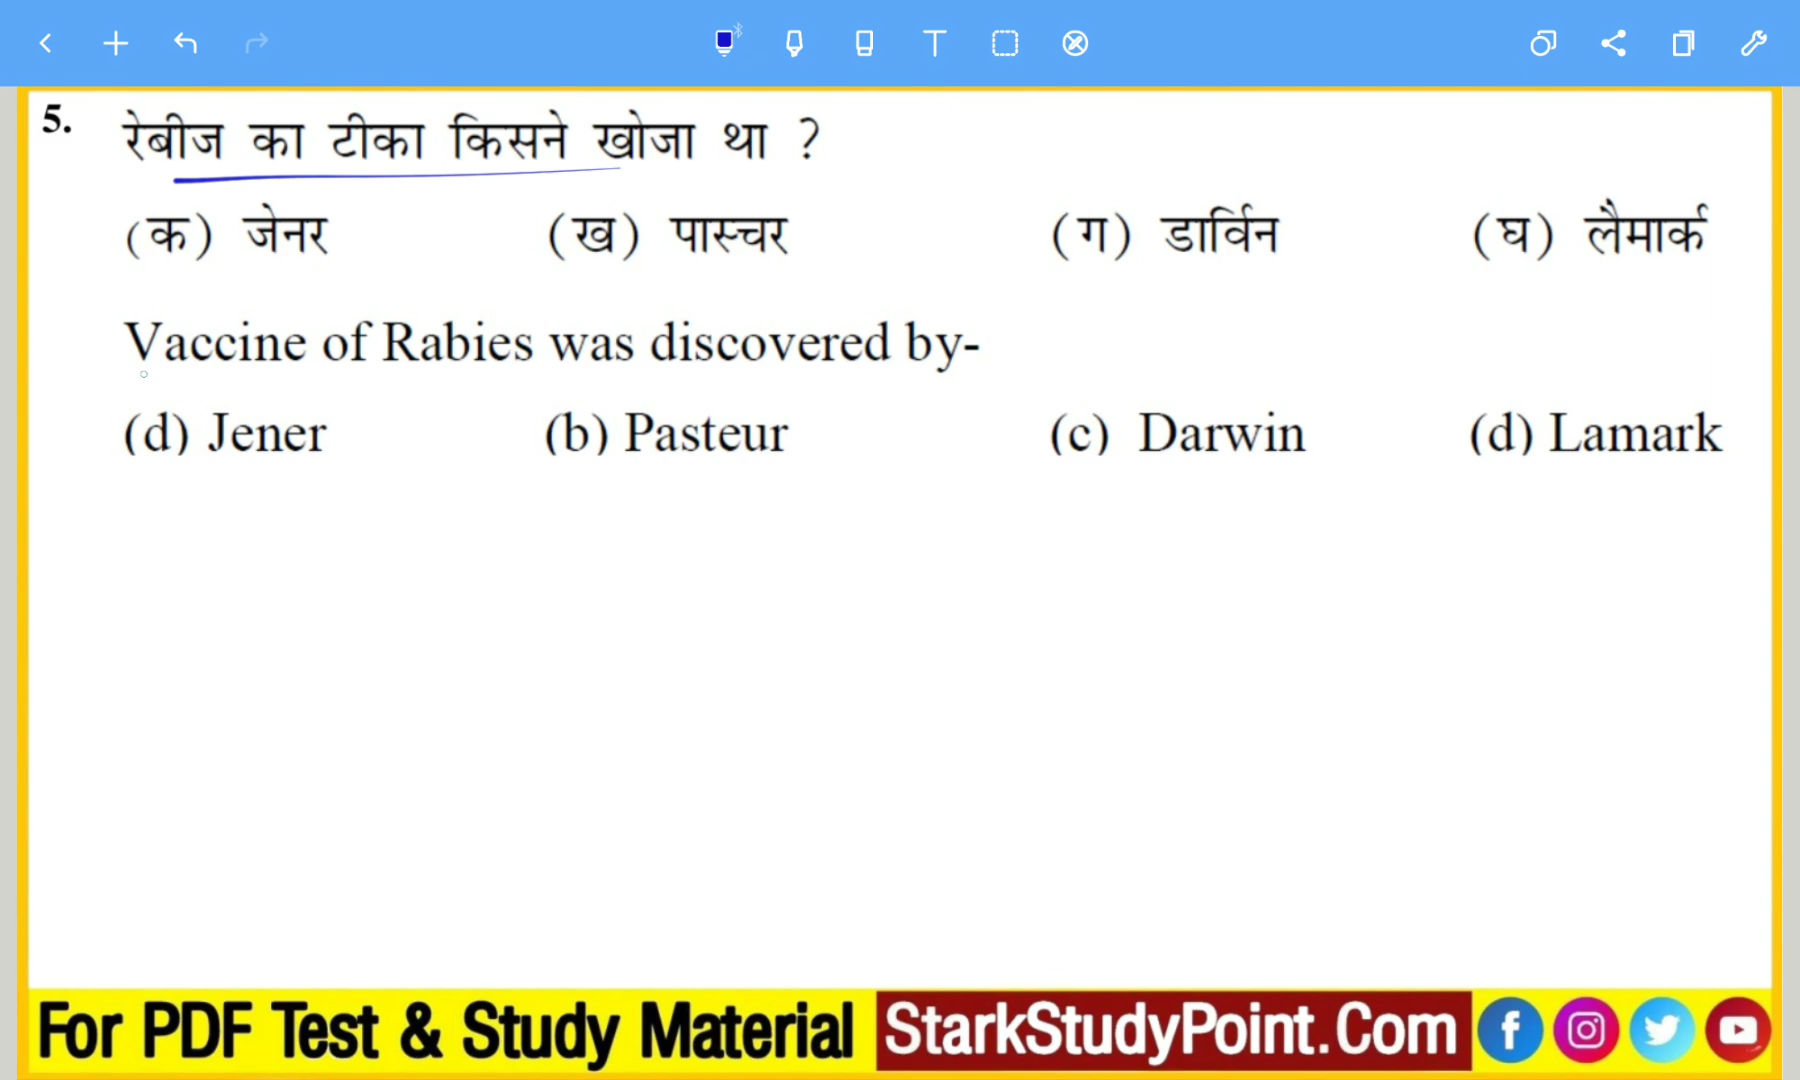 5. रेबीज का टीका किसने खोजा था ?
(क) जेनर (ख) पास्चर (ग) डार्विन (घ) लैमार्क
Vaccine of Rabies was discovered by-
(d) Jener (b) Pasteur (c) Darwin (d) Lamark
For PDF Test & Study Material StarkStudyPoint.Com